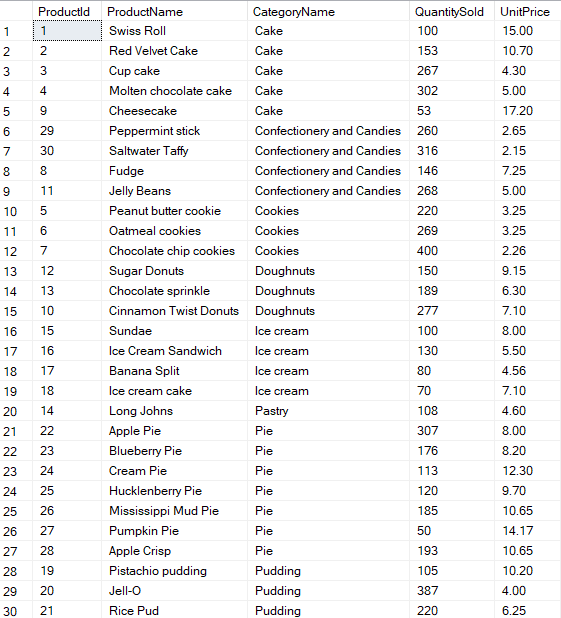 ProductId ProductName CategoryName QuantitySold UnitPrice
1 1 Swiss Roll Cake 100 15.00
2 2 Red Velvet Cake Cake 153 10.70
3 3 Cup cake Cake 267 4.30
4 4 Molten chocolate cake Cake 302 5.00
5 9 Cheesecake Cake 53 17.20
6 29 Peppermint stick Confectionery and Candies 260 2.65
7 30 Saltwater Taffy Confectionery and Candies 316 2.15
8 8 Fudge Confectionery and Candies 146 7.25
9 11 Jelly Beans Confectionery and Candies 268 5.00
10 5 Peanut butter cookie Cookies 220 3.25
11 6 Oatmeal cookies Cookies 269 3.25
12 7 Chocolate chip cookies Cookies 400 2.26
13 12 Sugar Donuts Doughnuts 150 9.15
14 13 Chocolate sprinkle Doughnuts 189 6.30
15 10 Cinnamon Twist Donuts Doughnuts 277 7.10
16 15 Sundae Ice cream 100 8.00
17 16 Ice Cream Sandwich Ice cream 130 5.50
18 17 Banana Split Ice cream 80 4.56
19 18 Ice cream cake Ice cream 70 7.10
20 14 Long Johns Pastry 108 4.60
21 22 Apple Pie Pie 307 8.00
22 23 Blueberry Pie Pie 176 8.20
23 24 Cream Pie Pie 113 12.30
24 25 Hucklenberry Pie Pie 120 9.70
25 26 Mississippi Mud Pie Pie 185 10.65
26 27 Pumpkin Pie Pie 50 14.17
27 28 Apple Crisp Pie 193 10.65
28 19 Pistachio pudding Pudding 105 10.20
29 20 Jell-O Pudding 387 4.00
30 21 Rice Pud Pudding 220 6.25